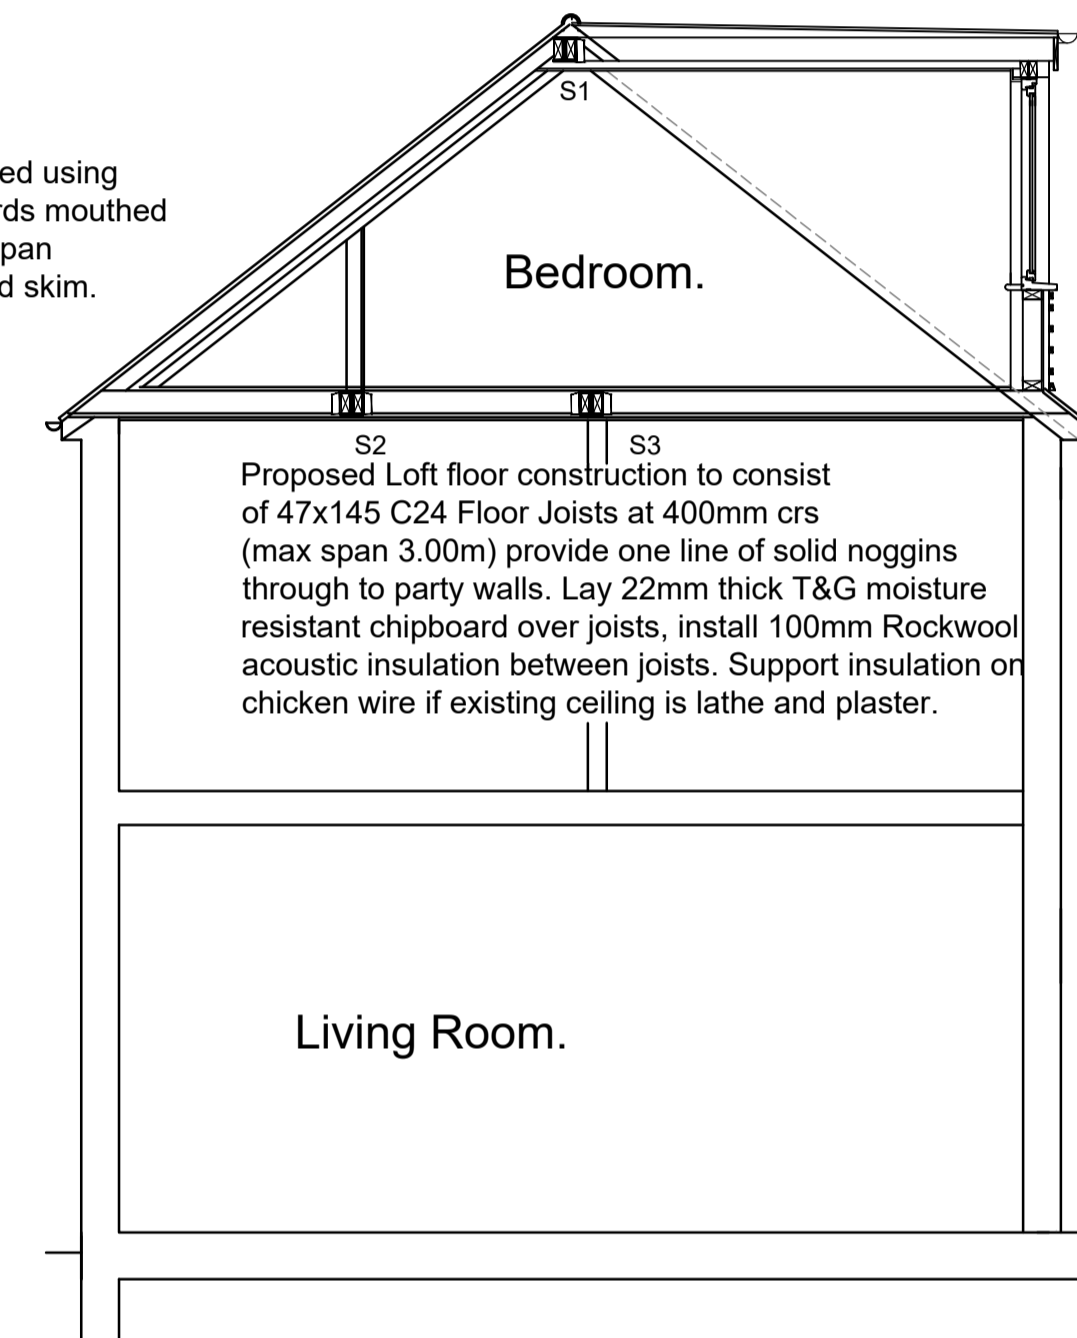 S1
ed using
rds mouthed
pan
d skim.
Bedroom.
S2
S3
Proposed Loft floor construction to consist
of 47x145 C24 Floor Joists at 400mm crs
(max span 3.00m) provide one line of solid noggins
through to party walls. Lay 22mm thick T&G moisture
resistant chipboard over joists, install 100mm Rockwool
acoustic insulation between joists. Support insulation on
chicken wire if existing ceiling is lathe and plaster.
Living Room.